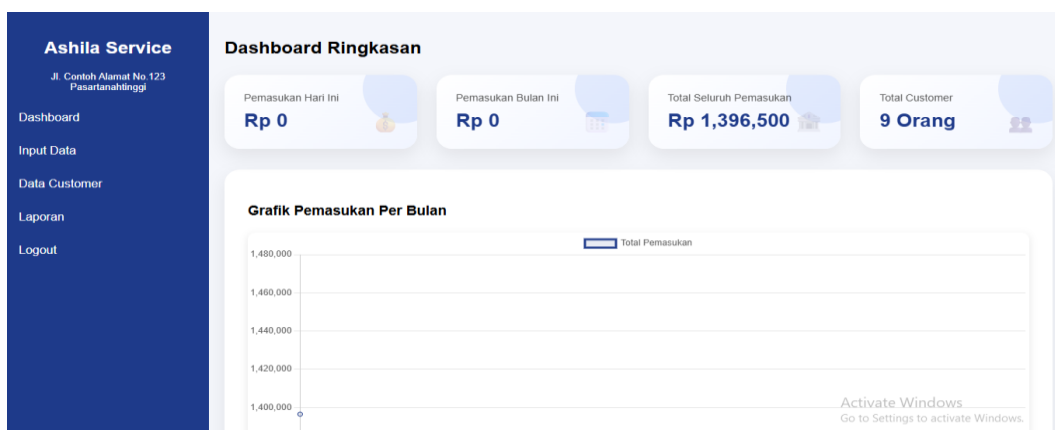 Ashila Service
Jl. Contoh Alamat No.123
Pasartanahtinggi
Dashboard
Input Data
Data Customer
Laporan
Logout
Dashboard Ringkasan
Pemasukan Hari Ini
Rp 0
Pemasukan Bulan Ini
Rp 0
Total Seluruh Pemasukan
Rp 1,396,500
Total Customer
9 Orang
Grafik Pemasukan Per Bulan
Total Pemasukan
1,480,000
1,460,000
1,440,000
1,420,000
1,400,000
Activate Windows
Go to Settings to activate Windows.